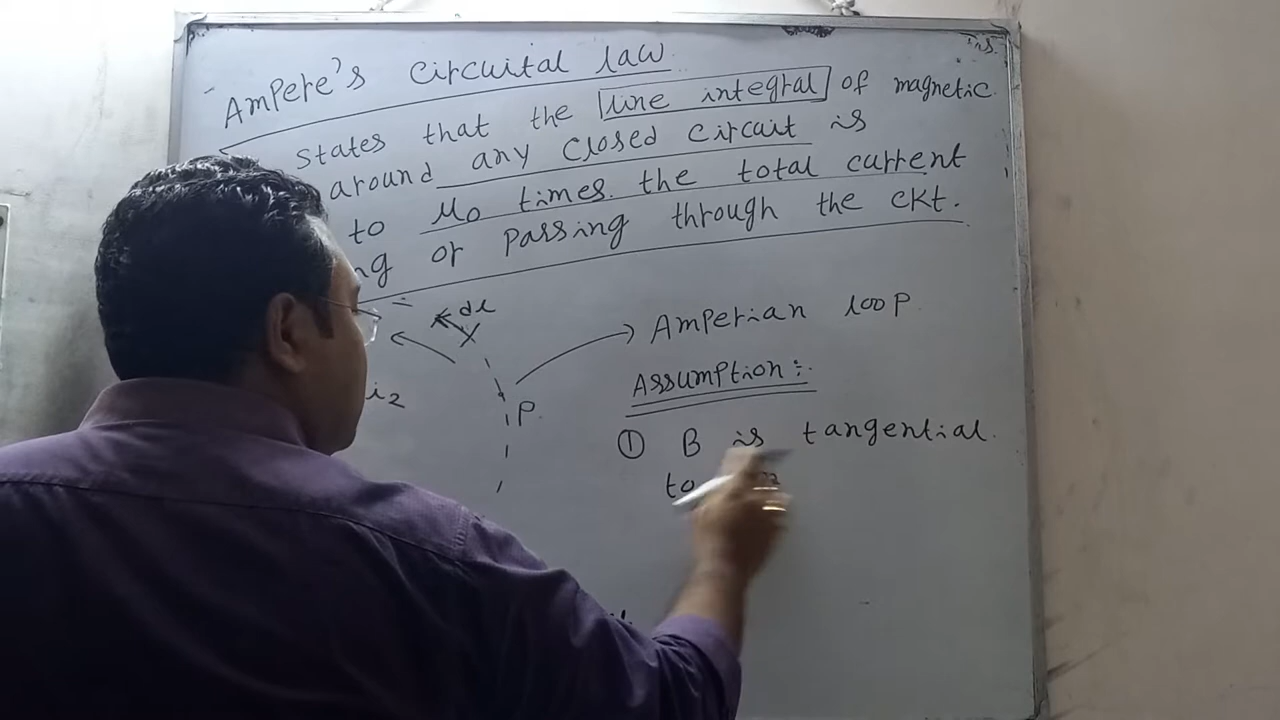 Ampere's circuital law
States that the line integral of magnetic
around any closed circuit is
to μ₀ times. the total current
ng or passing through the ckt.
dl
Amperian loop
Assumption :-
i₂
P.
① B is tangential.
to